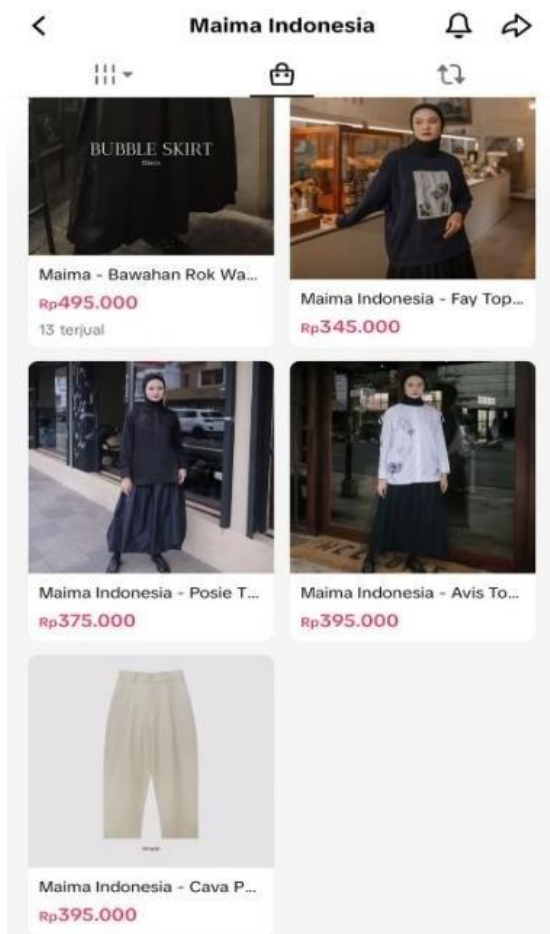 Maima Indonesia
BUBBLE SKIRT
Black
Maima - Bawahan Rok Wa...
Rp495.000
13 terjual
Maima Indonesia - Fay Top...
Rp345.000
Maima Indonesia - Posie T...
Rp375.000
Maima Indonesia - Avis To...
Rp395.000
Maima Indonesia - Cava P...
Rp395.000